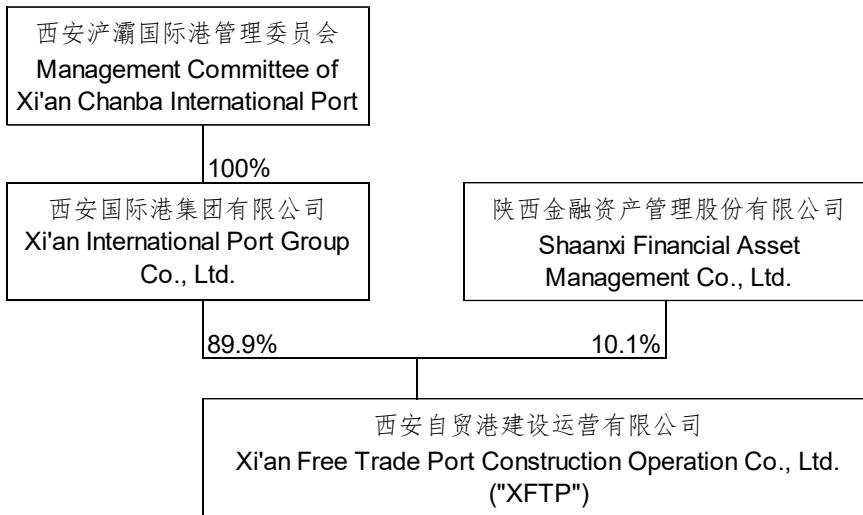 西安浐灞国际港管理委员会
Management Committee of
Xi'an Chanba International Port
100%
西安国际港集团有限公司
Xi'an International Port Group
Co., Ltd.
陕西金融资产管理股份有限公司
Shaanxi Financial Asset
Management Co., Ltd.
89.9%
10.1%
西安自贸港建设运营有限公司
Xi'an Free Trade Port Construction Operation Co., Ltd.
("XFTP")